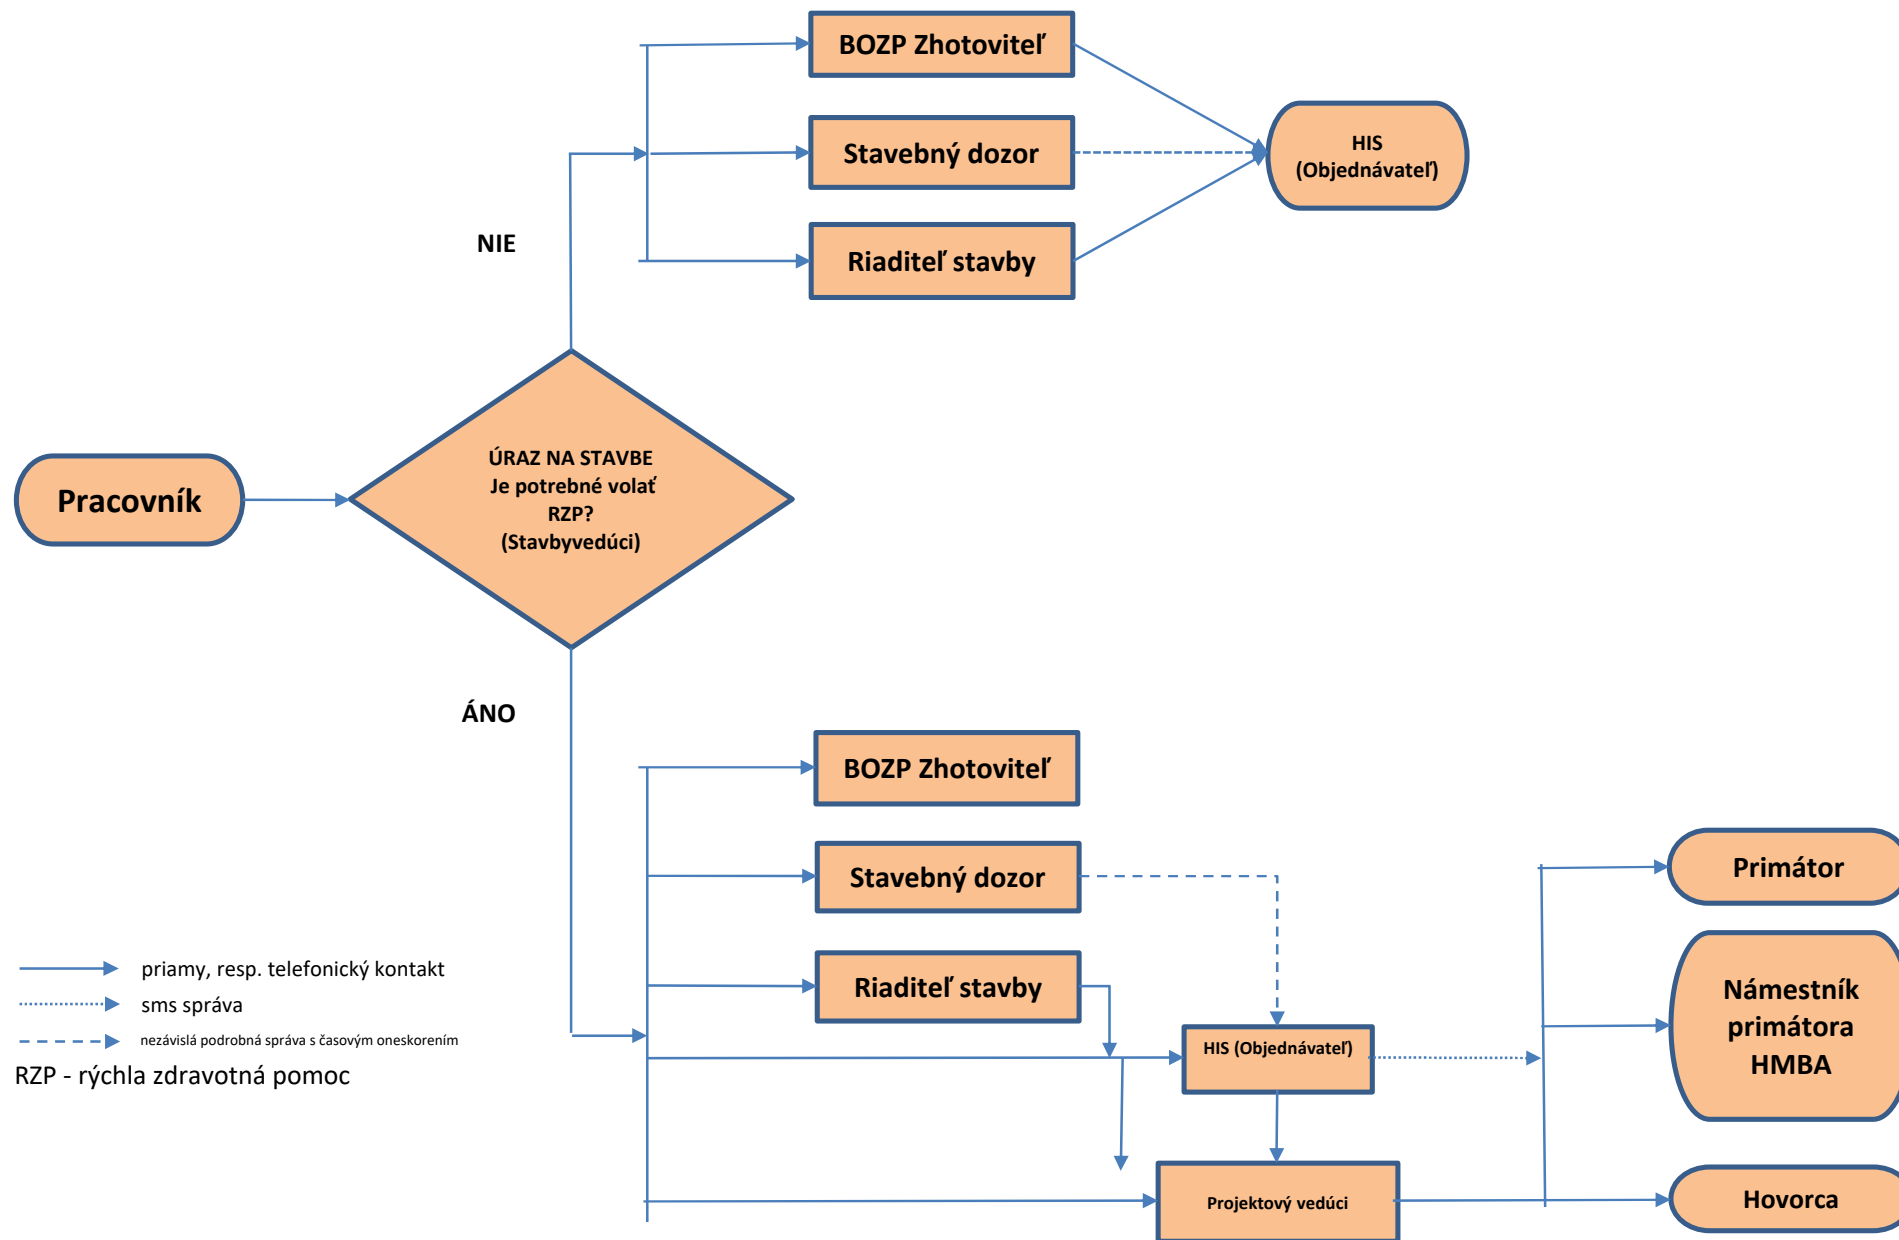 BOZP Zhotoviteľ
Stavebný dozor
Riaditeľ stavby
HIS
(Objednávateľ)
NIE
Pracovník
ÚRAZ NA STAVBE
Je potrebné volať
RZP?
(Stavbyvedúci)
ÁNO
BOZP Zhotoviteľ
Stavebný dozor
Riaditeľ stavby
HIS (Objednávateľ)
Projektový vedúci
Primátor
Námestník
primátora
HMBA
Hovorca
priamy, resp. telefonický kontakt
sms správa
nezávislá podrobná správa s časovým oneskorením
RZP - rýchla zdravotná pomoc